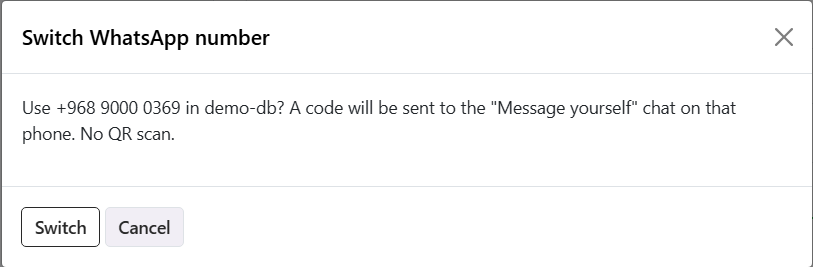 Switch WhatsApp number
Use +968 9000 0369 in demo-db? A code will be sent to the "Message yourself" chat on that
phone. No QR scan.
Switch
Cancel